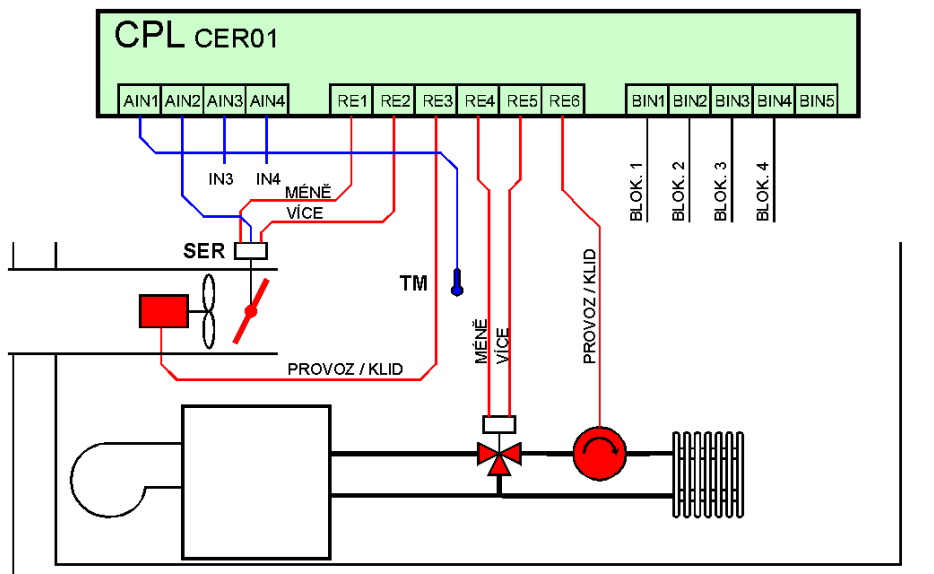 CPL CER01
AIN1 AIN2 AIN3 AIN4 RE1 RE2 RE3 RE4 RE5 RE6 BIN1 BIN2 BIN3 BIN4 BIN5
IN3 IN4
MÉNĚ
VÍCE
BLOK. 1
BLOK. 2
BLOK. 3
BLOK. 4
SER
TM
MÉNĚ
VÍCE
PROVOZ / KLID
PROVOZ / KLID